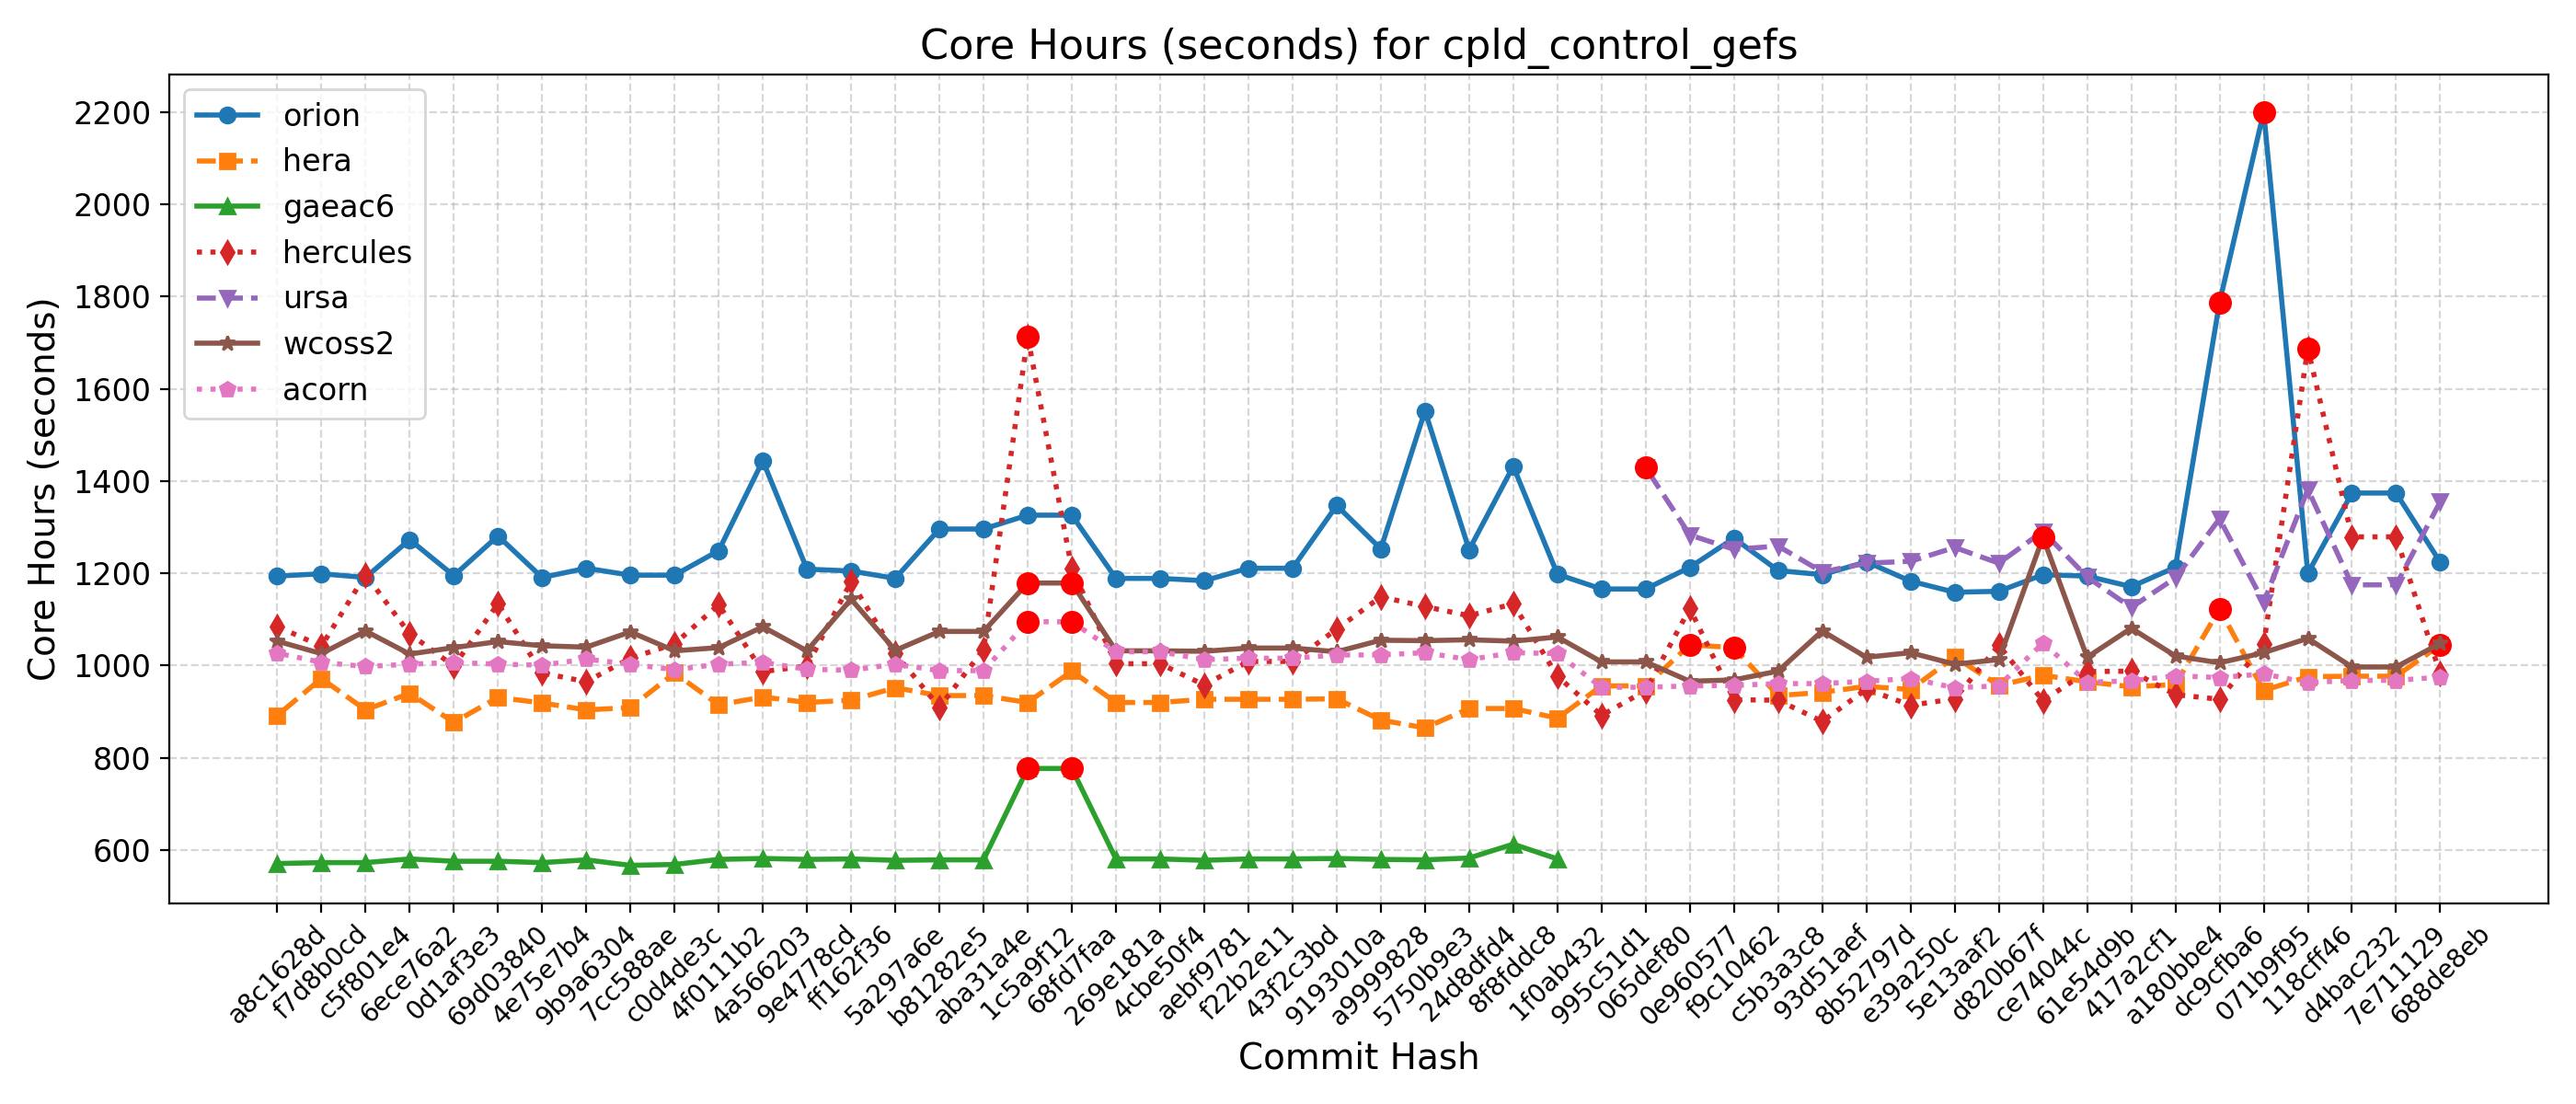 Core Hours (seconds) for cpld_control_gefs
Core Hours (seconds)
2200
2000
1800
1600
1400
1200
1000
800
600
orion
hera
gaeac6
hercules
ursa
wcoss2
acorn
a8c1628d
f7d8b0cd
c5f801e4
6ece76a2
0d1af3e3
69d03840
4e75e7b4
9b9a6304
7cc588ae
c0d4de3c
4f0111b2
4a566203
9e4778cd
ff162f36
5a297a6e
b81282e5
aba31a4e
1c5a9f12
68fd7faa
269e181a
4cbe50f4
aebf9781
f22b2e11
43f2c3bd
9193010a
a9999828
5750b9e3
24d8dfd4
8f8fddc8
1f0ab432
995c51d1
065def80
0e960577
f9c10462
c5b3a3c8
93d51aef
8b52797d
e39a250c
5e13aaf2
d820b67f
ce74044c
61e54d9b
417a2cf1
a180bbe4
dc9cfba6
071b9f95
118cff46
d4bac232
7e711129
688de8eb
Commit Hash